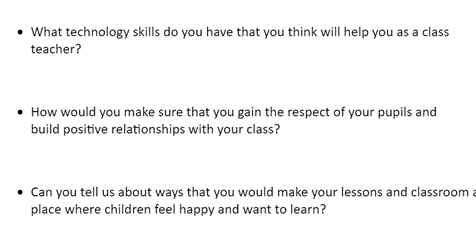 • What technology skills do you have that you think will help you as a class
teacher?
• How would you make sure that you gain the respect of your pupils and
build positive relationships with your class?
• Can you tell us about ways that you would make your lessons and classroom a
place where children feel happy and want to learn?